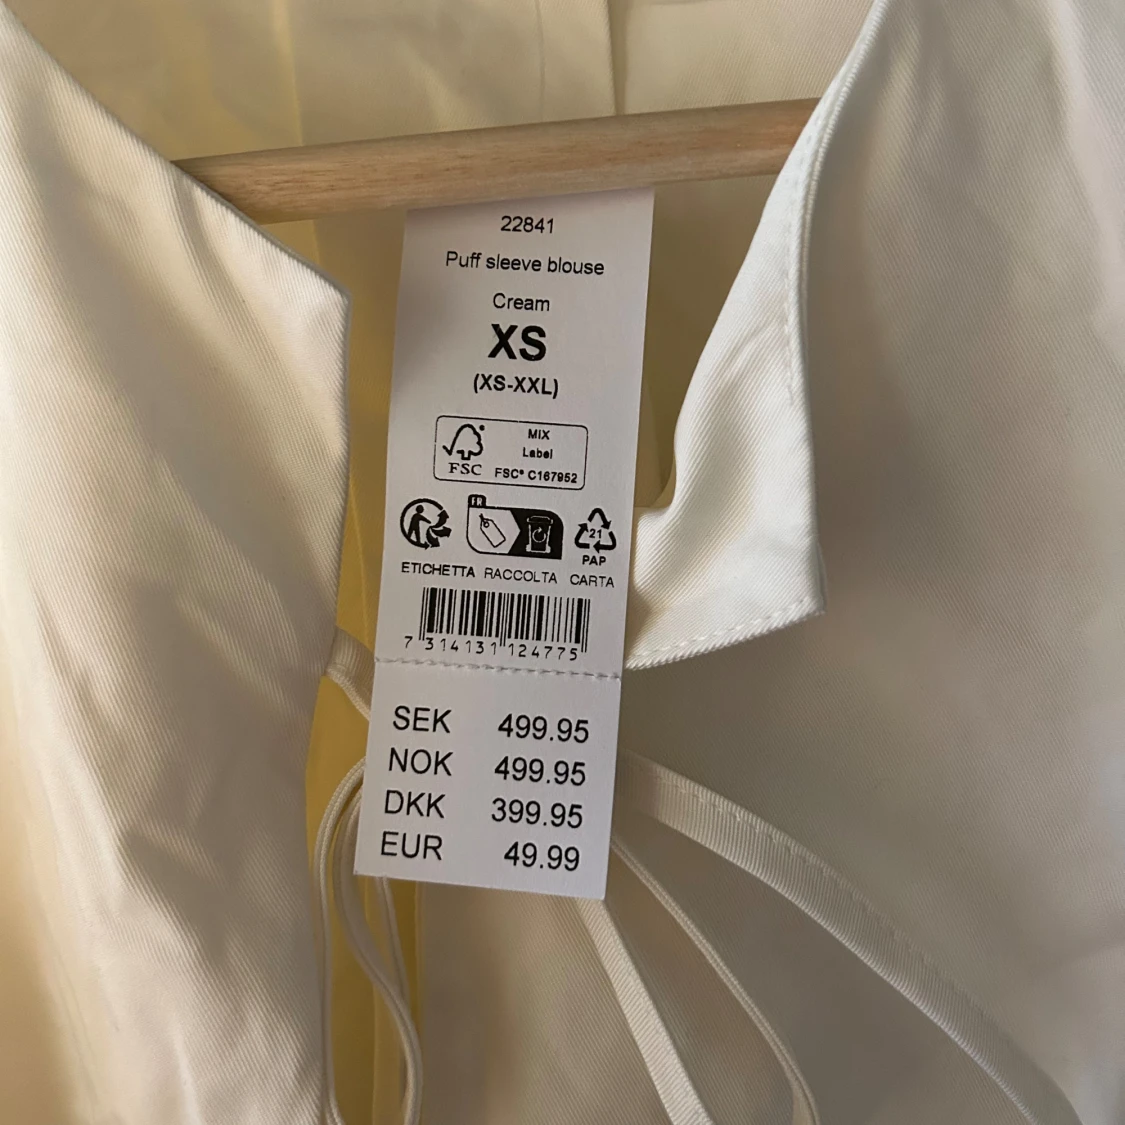 22841
Puff sleeve blouse
Cream
XS
(XS-XXL)
MIX
Label
FSC® C167952
FSC
FR
21
PAP
ETICHETTA RACCOLTA CARTA
7 314131 124775
SEK 499.95
NOK 499.95
DKK 399.95
EUR 49.99